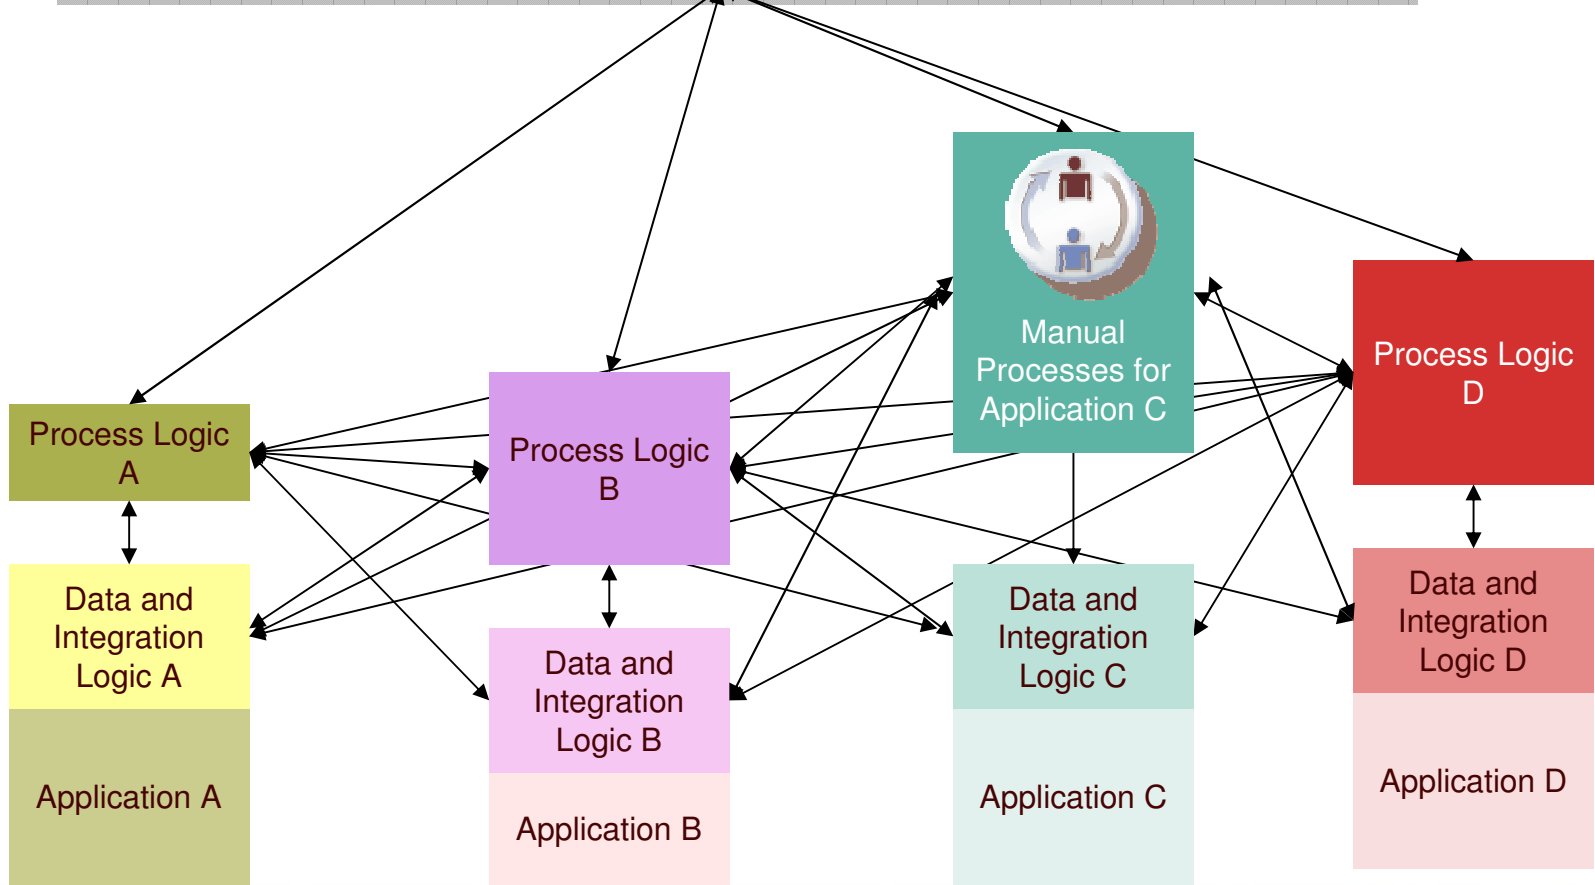 Manual
Processes for
Application C
Process Logic
D
Process Logic
A
Process Logic
B
Data and
Integration
Logic A
Data and
Integration
Logic B
Data and
Integration
Logic C
Data and
Integration
Logic D
Application A
Application B
Application C
Application D